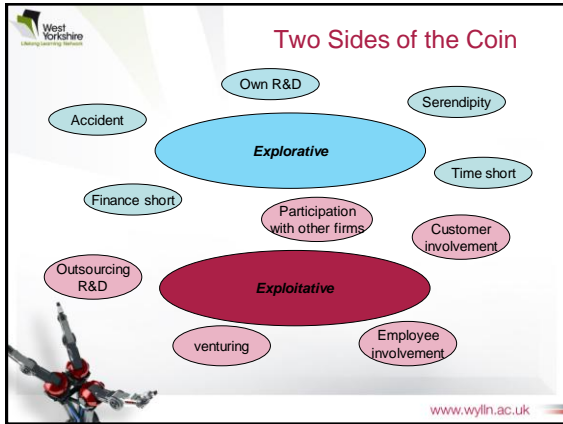 West
Yorkshire
Lifelong Learning Network
Two Sides of the Coin
Own R&D
Serendipity
Accident
Explorative
Time short
Finance short
Participation
with other firms
Customer
involvement
Outsourcing
R&D
Exploitative
venturing
Employee
involvement
www.wylln.ac.uk